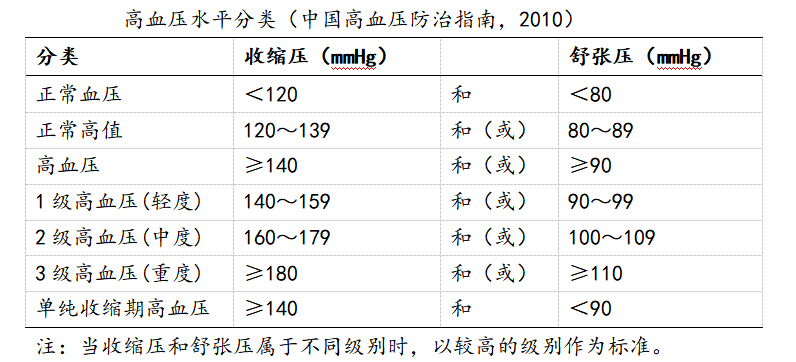 高血压水平分类（中国高血压防治指南，2010）
分类 收缩压（mmHg） 舒张压（mmHg）
正常血压 ＜120 和 ＜80
正常高值 120～139 和（或） 80～89
高血压 ≥140 和（或） ≥90
1级高血压(轻度) 140～159 和（或） 90～99
2级高血压(中度) 160～179 和（或） 100～109
3级高血压(重度) ≥180 和（或） ≥110
单纯收缩期高血压 ≥140 和 ＜90
注：当收缩压和舒张压属于不同级别时，以较高的级别作为标准。